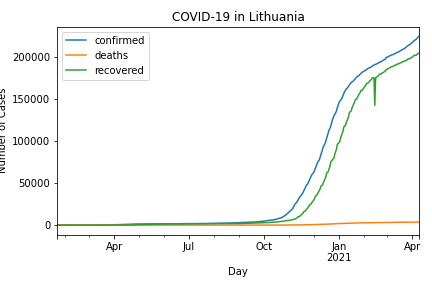 COVID-19 in Lithuania
confirmed
deaths
recovered
200000
150000
100000
50000
0
Number of Cases
Apr
Jul
Oct
Jan
2021
Apr
Day